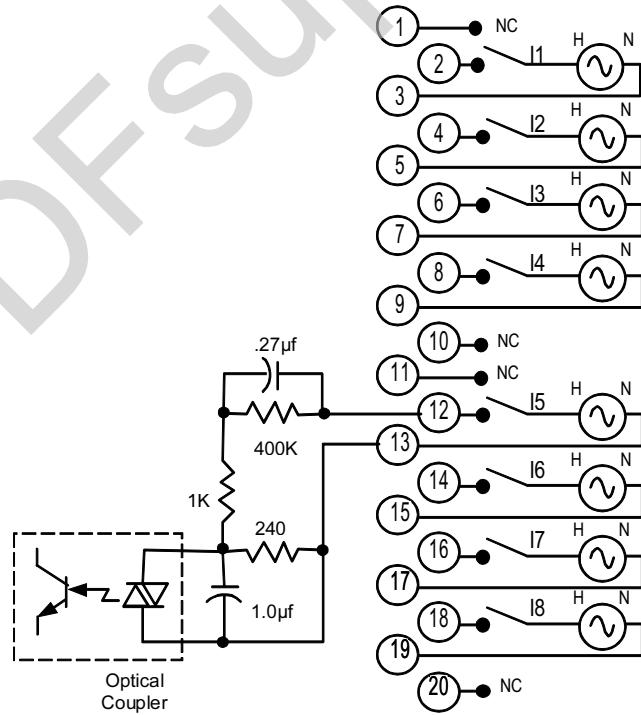 DFsup
1 NC
2 I1 H N
3
4 I2 H N
5
6 I3 H N
7
8 I4 H N
9
10 NC
11 NC
.27µf
12 I5 H N
400K
13
14 I6 H N
1K
15
240
16 I7 H N
17
1.0µf
18 I8 H N
19
20 NC
Optical
Coupler